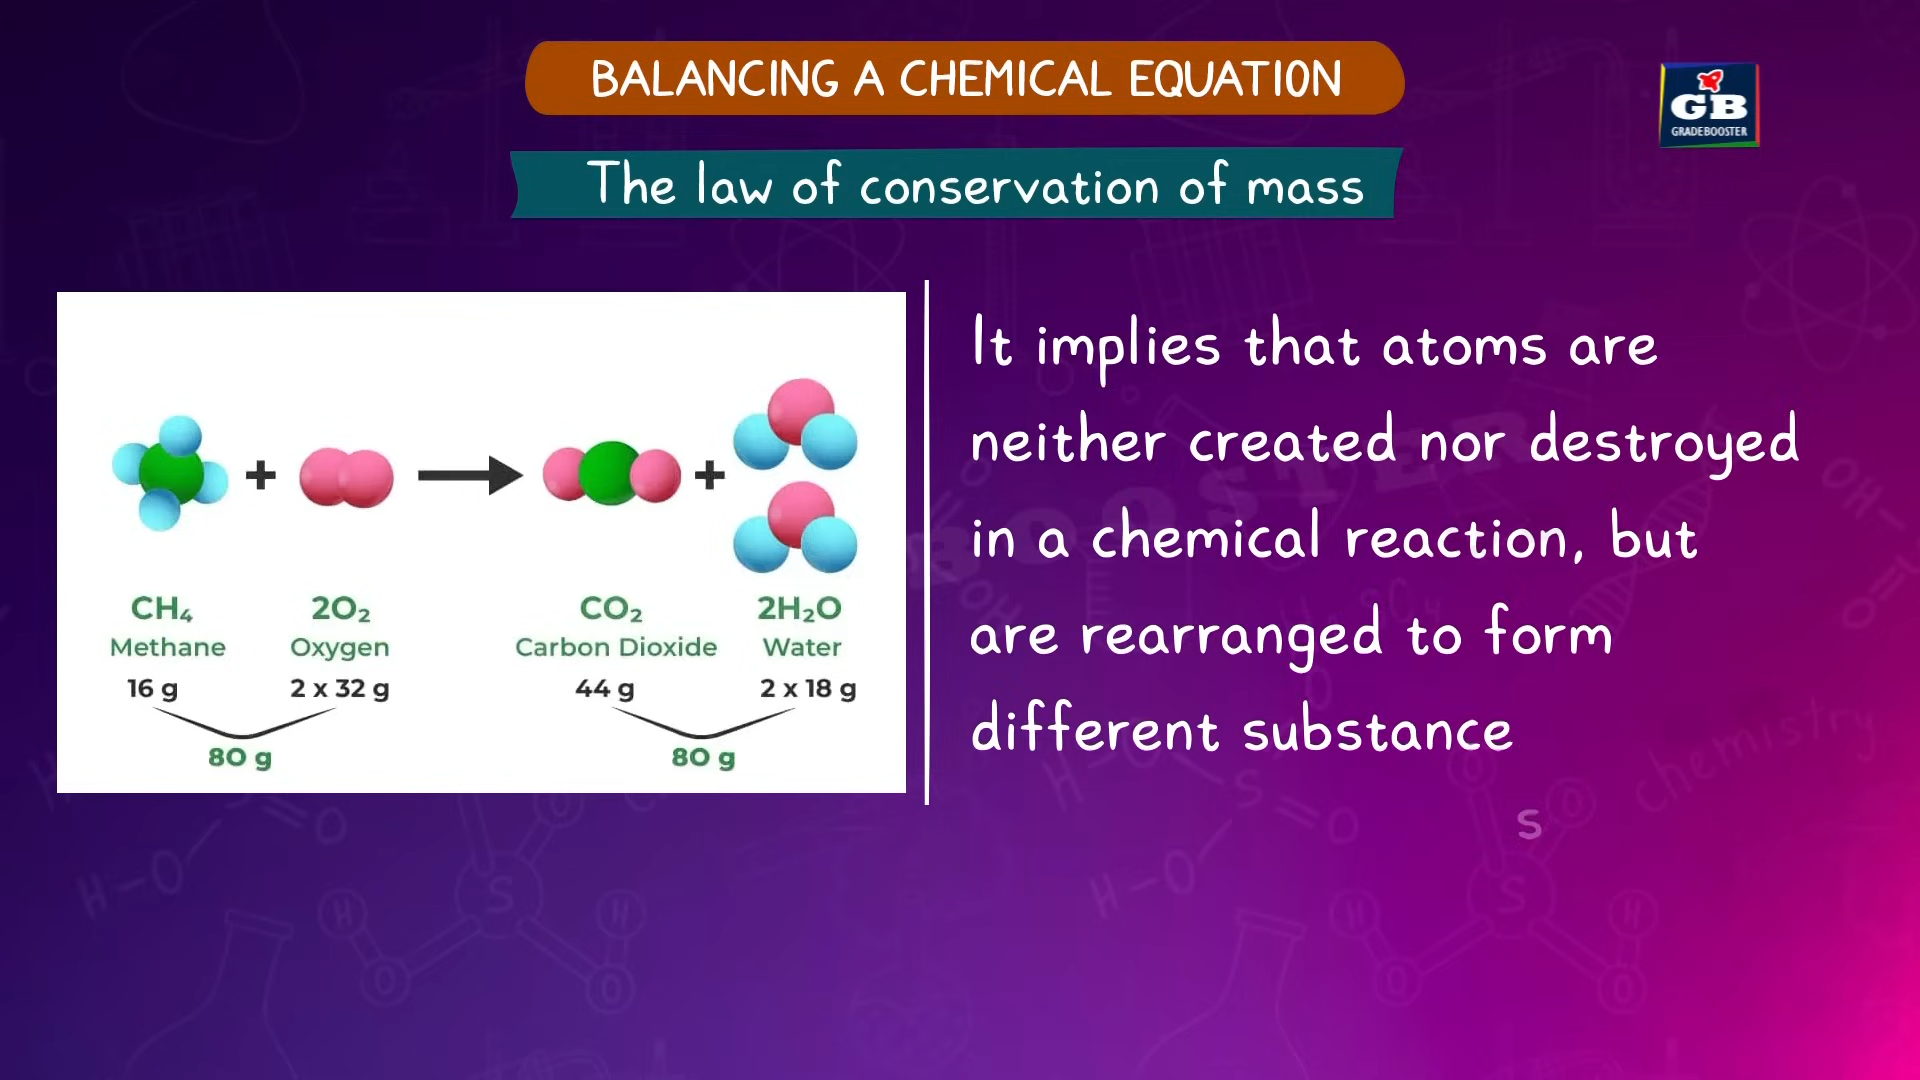 BALANCING A CHEMICAL EQUATION
GB
GRADEBOOSTER
The law of conservation of mass
CH₄ 2O₂ CO₂ 2H₂O
Methane Oxygen Carbon Dioxide Water
16 g 2 x 32 g 44 g 2 x 18 g
80 g 80 g
It implies that atoms are
neither created nor destroyed
in a chemical reaction, but
are rearranged to form
different substance
s
BOOSTER
chemistry